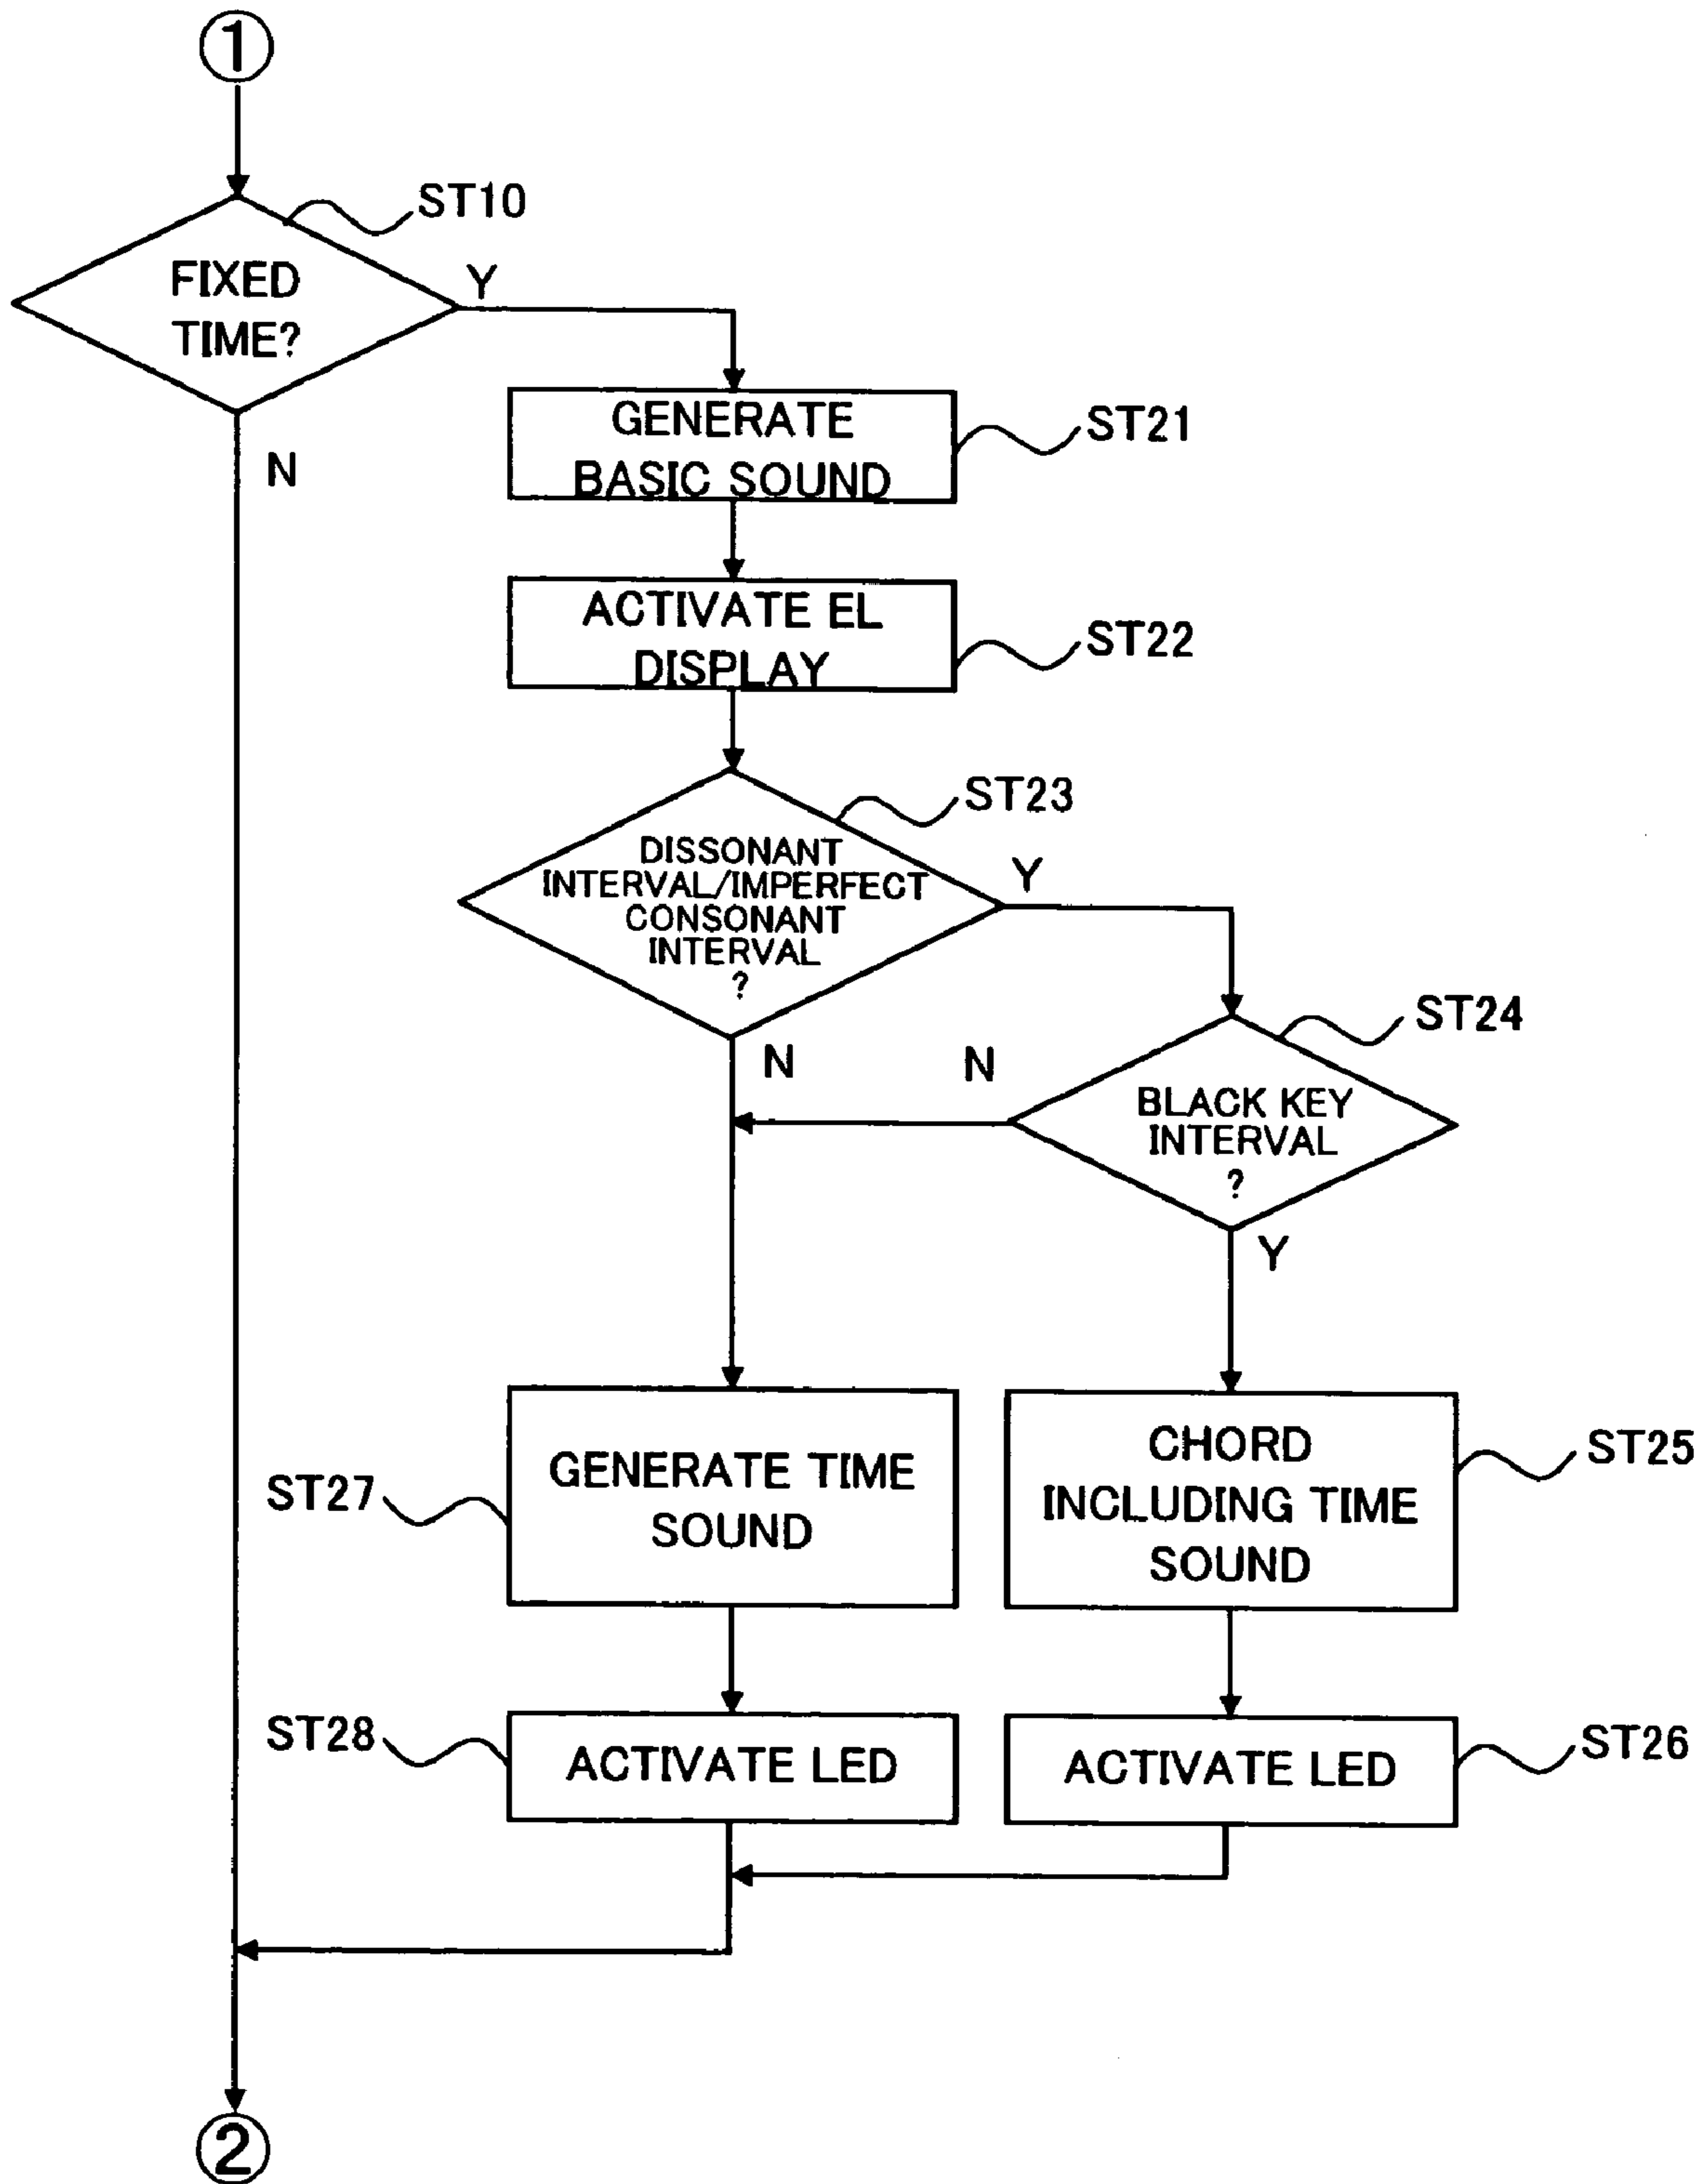 ①
ST10
FIXED
TIME?
Y
N
GENERATE
BASIC SOUND
ST21
ACTIVATE EL
DISPLAY
ST22
ST23
DISSONANT
INTERVAL/IMPERFECT
CONSONANT
INTERVAL
?
Y
N
ST24
N
BLACK KEY
INTERVAL
?
Y
ST27
GENERATE TIME
SOUND
CHORD
INCLUDING TIME
SOUND
ST25
ST28
ACTIVATE LED
ACTIVATE LED
ST26
②